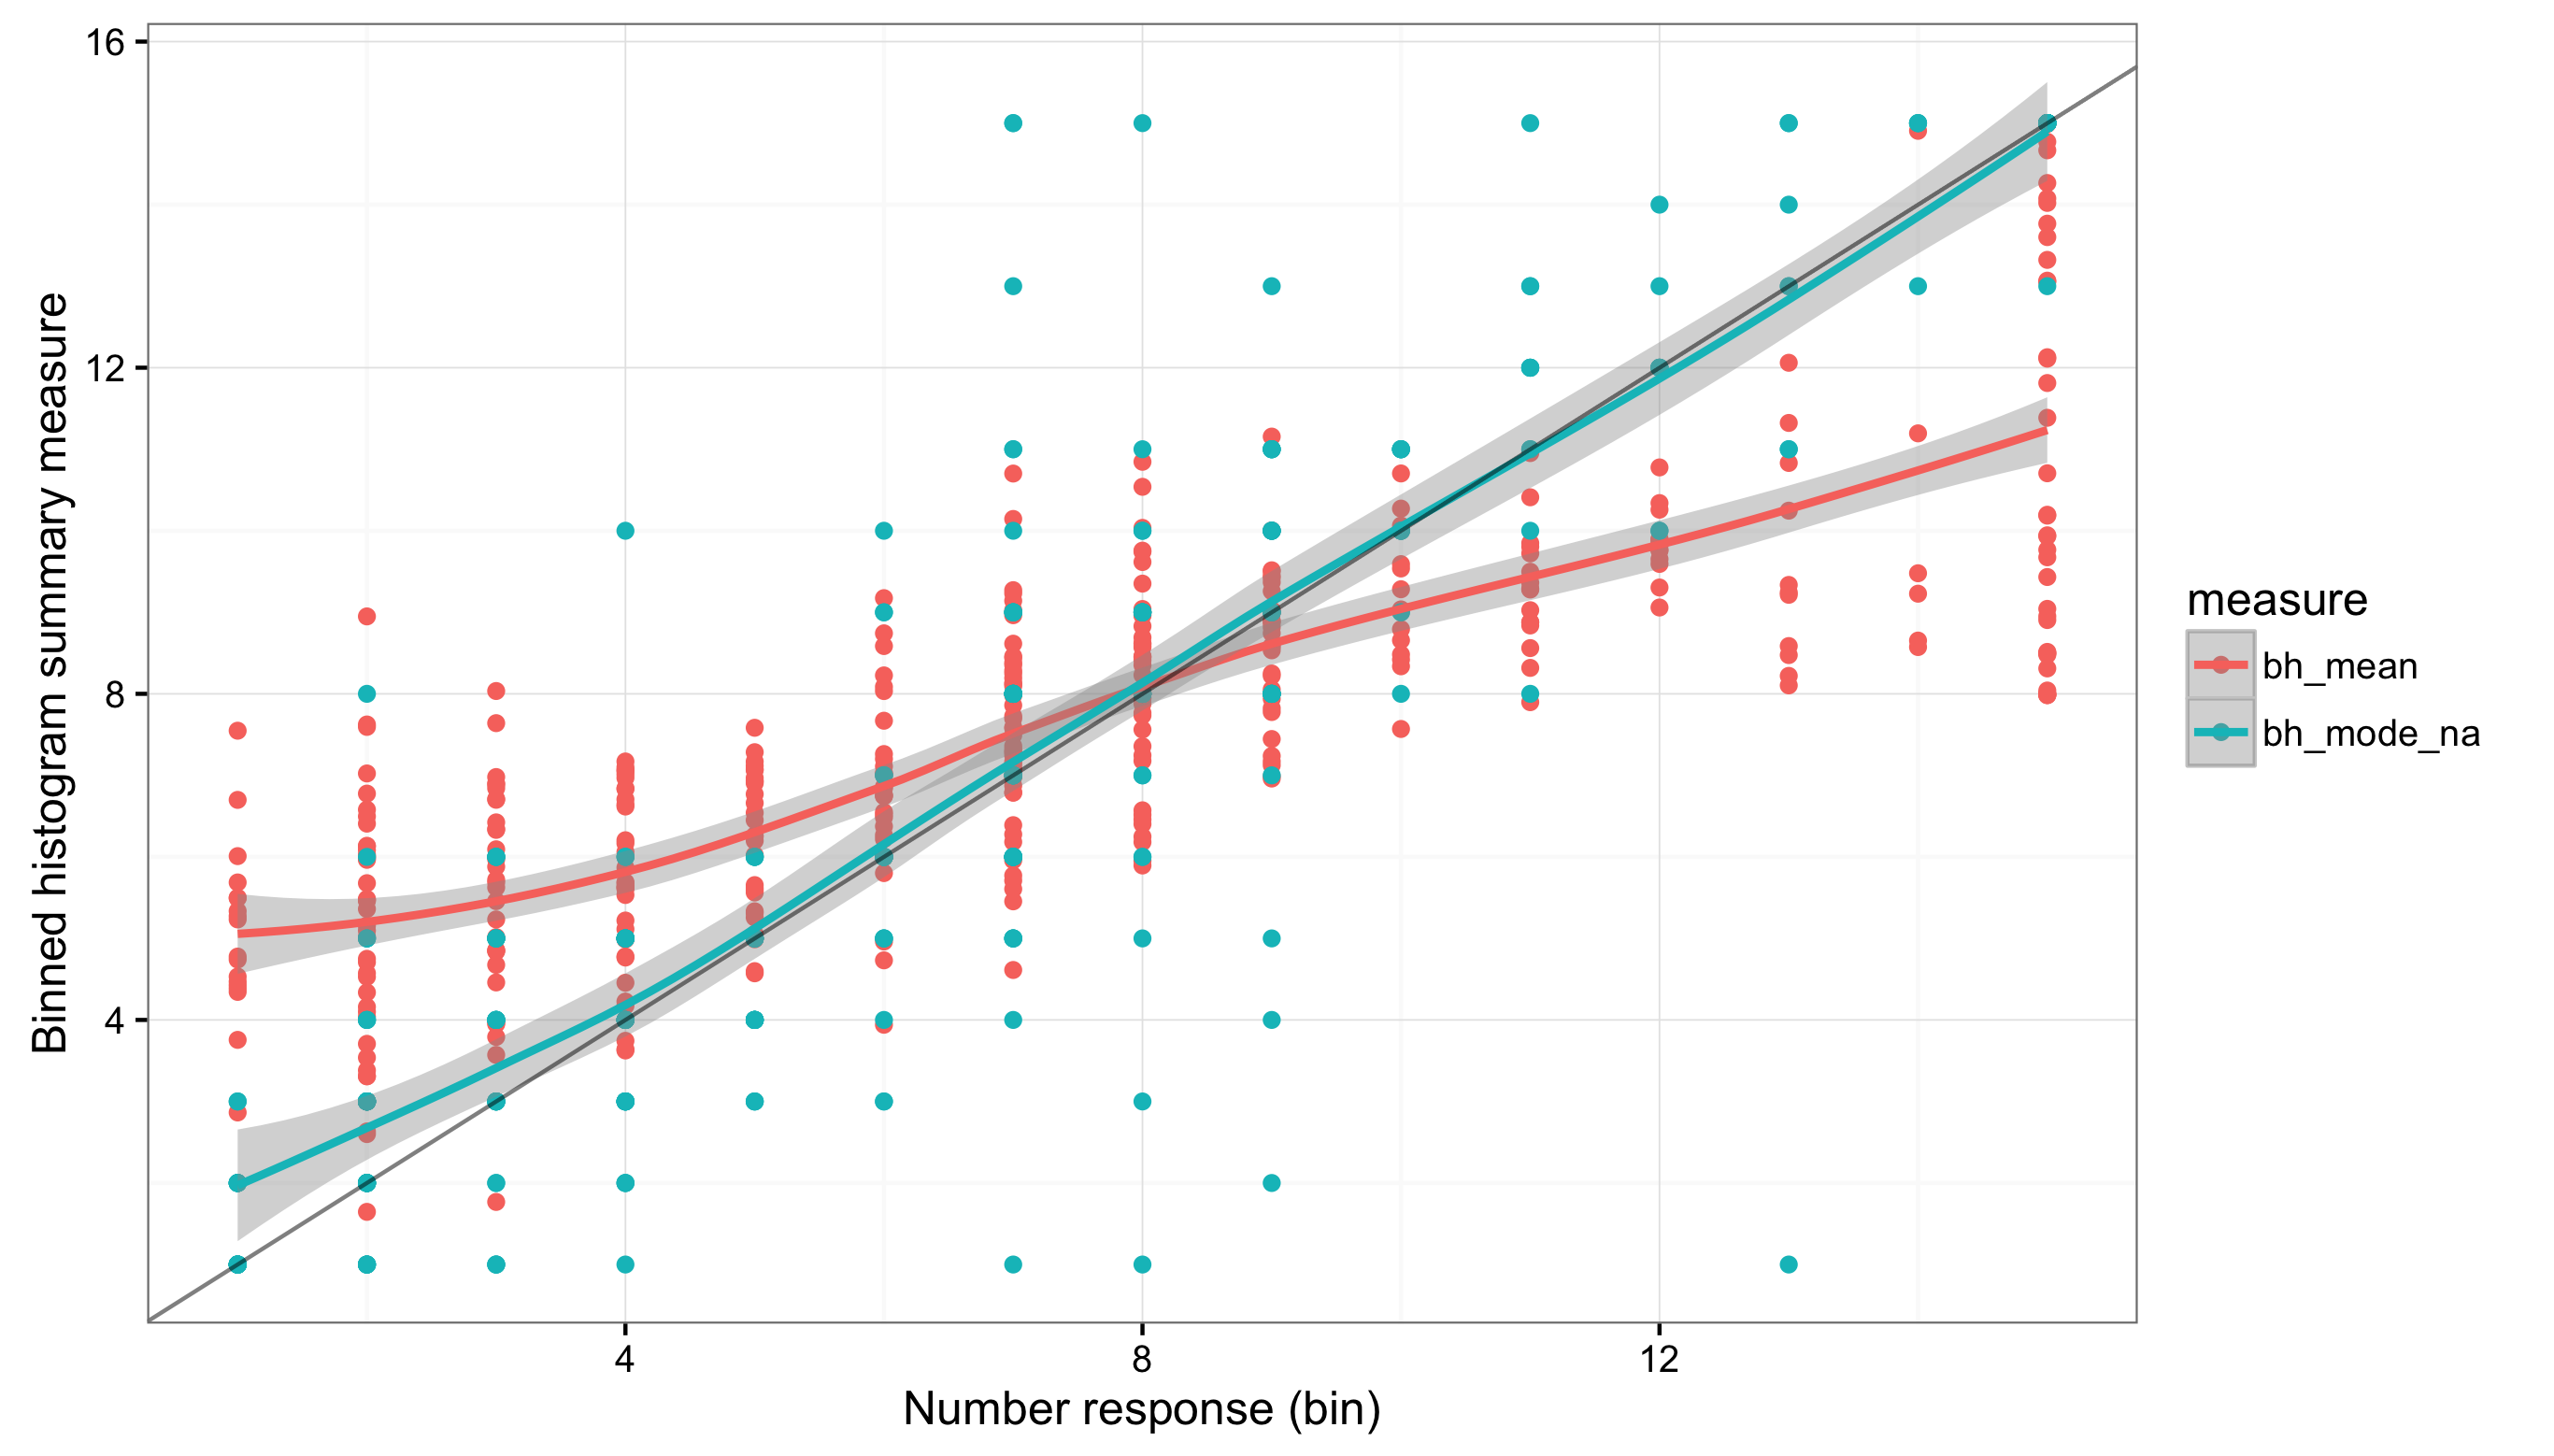 16
12
8
4
Binned histogram summary measure
4
8
12
Number response (bin)
measure
bh_mean
bh_mode_na